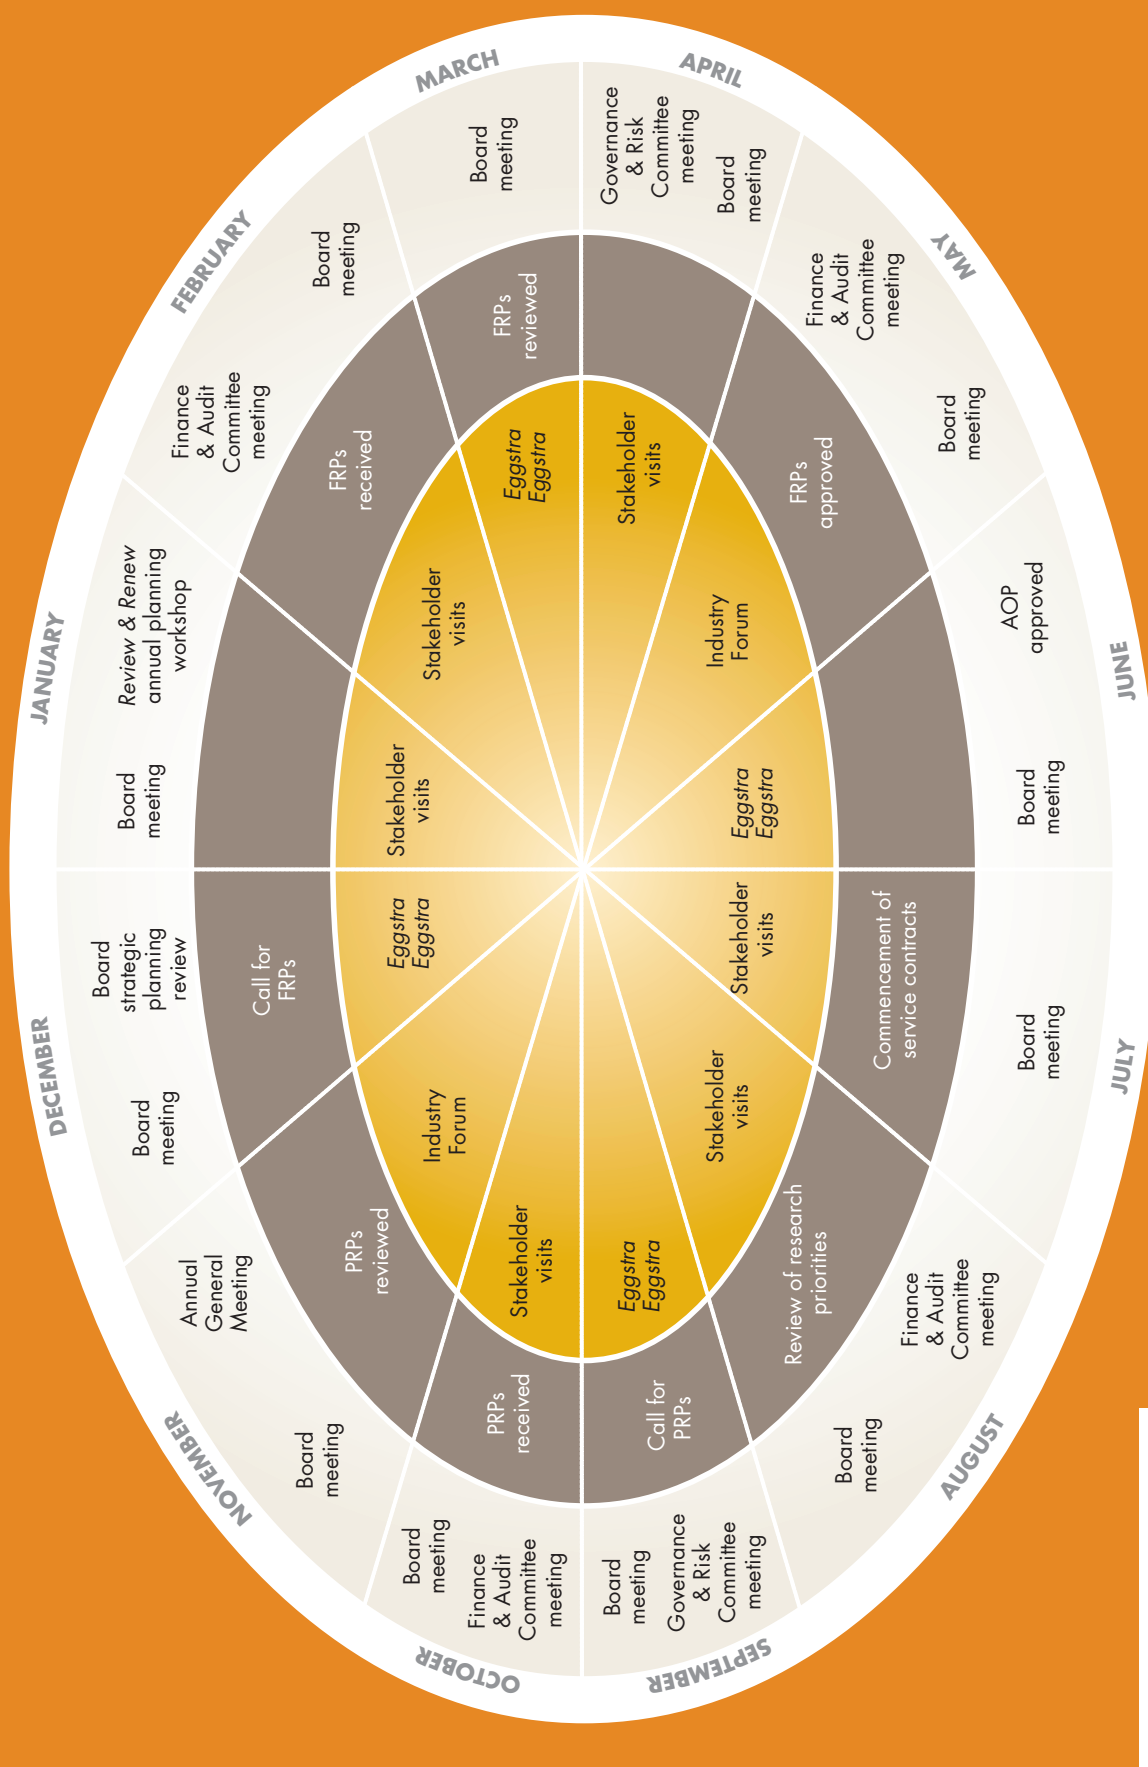 JANUARY
Board
meeting
Review & Renew
annual planning
workshop
Stakeholder
visits
FEBRUARY
Finance
& Audit
Committee
meeting
Board
meeting
FRPs
received
Stakeholder
visits
MARCH
Board
meeting
FRPs
reviewed
Eggstra
Eggstra
APRIL
Governance
& Risk
Committee
meeting
Board
meeting
Stakeholder
visits
MAY
Finance
& Audit
Committee
meeting
Board
meeting
FRPs
approved
Industry
Forum
JUNE
AOP
approved
Board
meeting
Eggstra
Eggstra
JULY
Board
meeting
Commencement of
service contracts
Stakeholder
visits
AUGUST
Finance
& Audit
Committee
meeting
Board
meeting
Review of research
priorities
Stakeholder
visits
SEPTEMBER
Board
meeting
Governance
& Risk
Committee
meeting
Call for
PRPs
Eggstra
Eggstra
OCTOBER
Board
meeting
Finance
& Audit
Committee
meeting
PRPs
received
Stakeholder
visits
NOVEMBER
Annual
General
Meeting
Board
meeting
PRPs
reviewed
Industry
Forum
DECEMBER
Board
strategic
planning
review
Board
meeting
Call for
FRPs
Eggstra
Eggstra